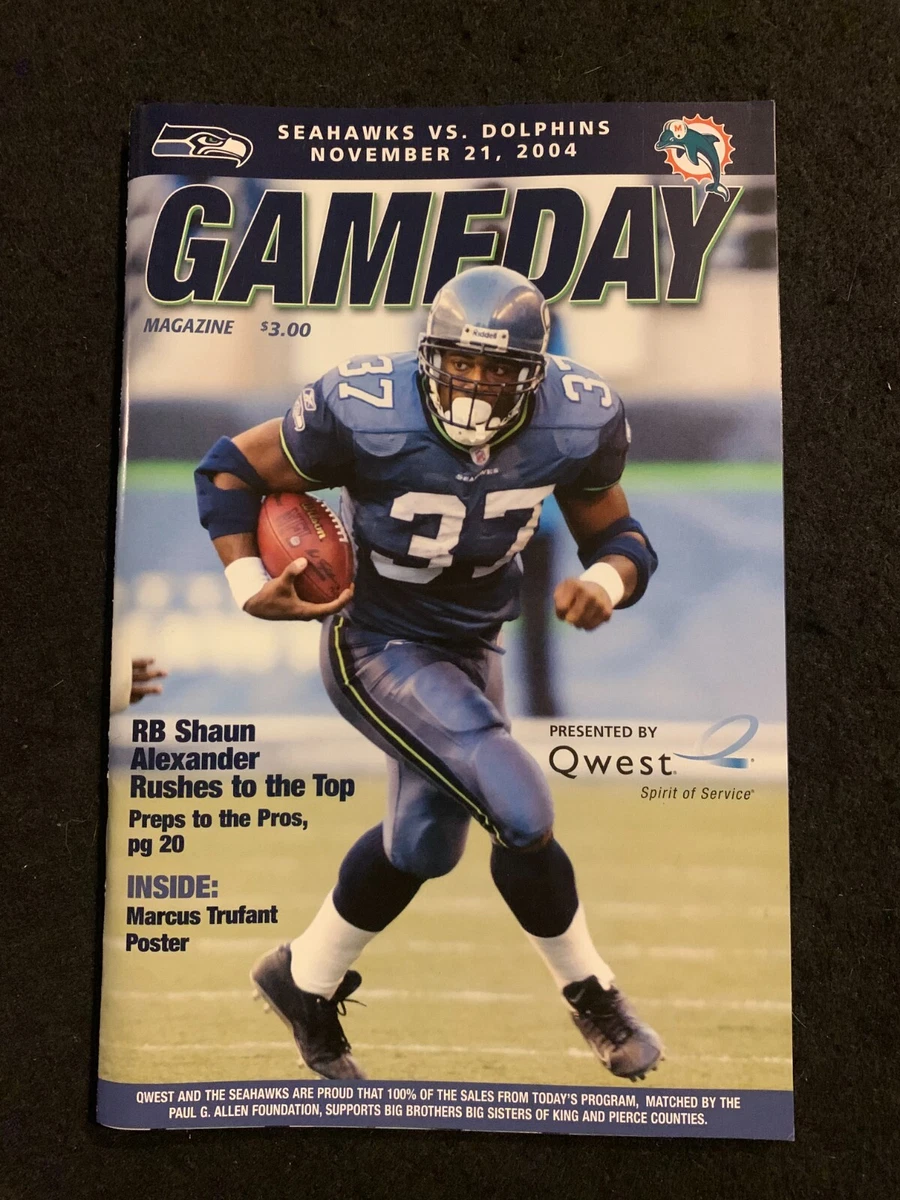 SEAHAWKS VS. DOLPHINS
NOVEMBER 21, 2004
M
GAMEDAY
MAGAZINE $3.00
Riddell
37
37
SEAHAWKS
37
Wilson
RB Shaun
Alexander
Rushes to the Top
Preps to the Pros,
pg 20
INSIDE:
Marcus Trufant
Poster
PRESENTED BY
Qwest®
Spirit of Service®
QWEST AND THE SEAHAWKS ARE PROUD THAT 100% OF THE SALES FROM TODAY'S PROGRAM, MATCHED BY THE
PAUL G. ALLEN FOUNDATION, SUPPORTS BIG BROTHERS BIG SISTERS OF KING AND PIERCE COUNTIES.